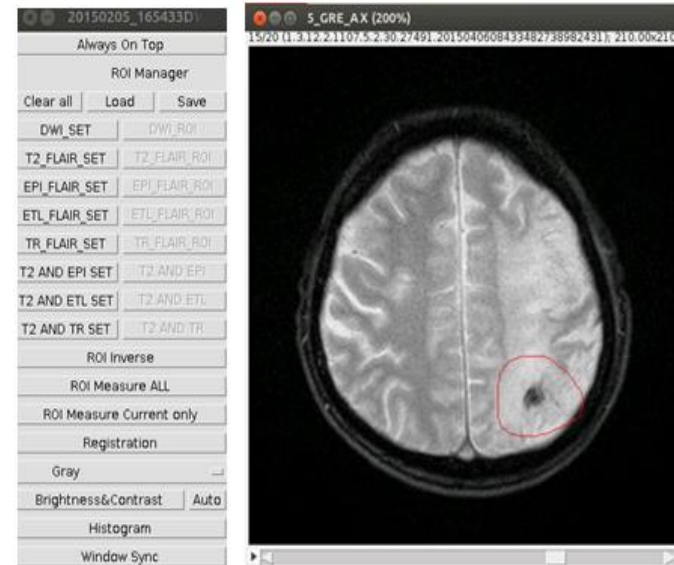 20150205_165433DV
Always On Top
ROI Manager
Clear all Load Save
DWI_SET DWI_ROI
T2_FLAIR_SET T2_FLAIR_ROI
EPI_FLAIR_SET EPI_FLAIR_ROI
ETL_FLAIR_SET ETL_FLAIR_ROI
TR_FLAIR_SET TR_FLAIR_ROI
T2 AND EPI SET T2 AND EPI
T2 AND ETL SET T2 AND ETL
T2 AND TR SET T2 AND TR
ROI Inverse
ROI Measure ALL
ROI Measure Current only
Registration
Gray
Brightness&Contrast Auto
Histogram
Window Sync
5_GRE_AX (200%)
15/20 (1.3.12.2.1107.5.2.30.27491.2015040608433482738982431); 210.00x210